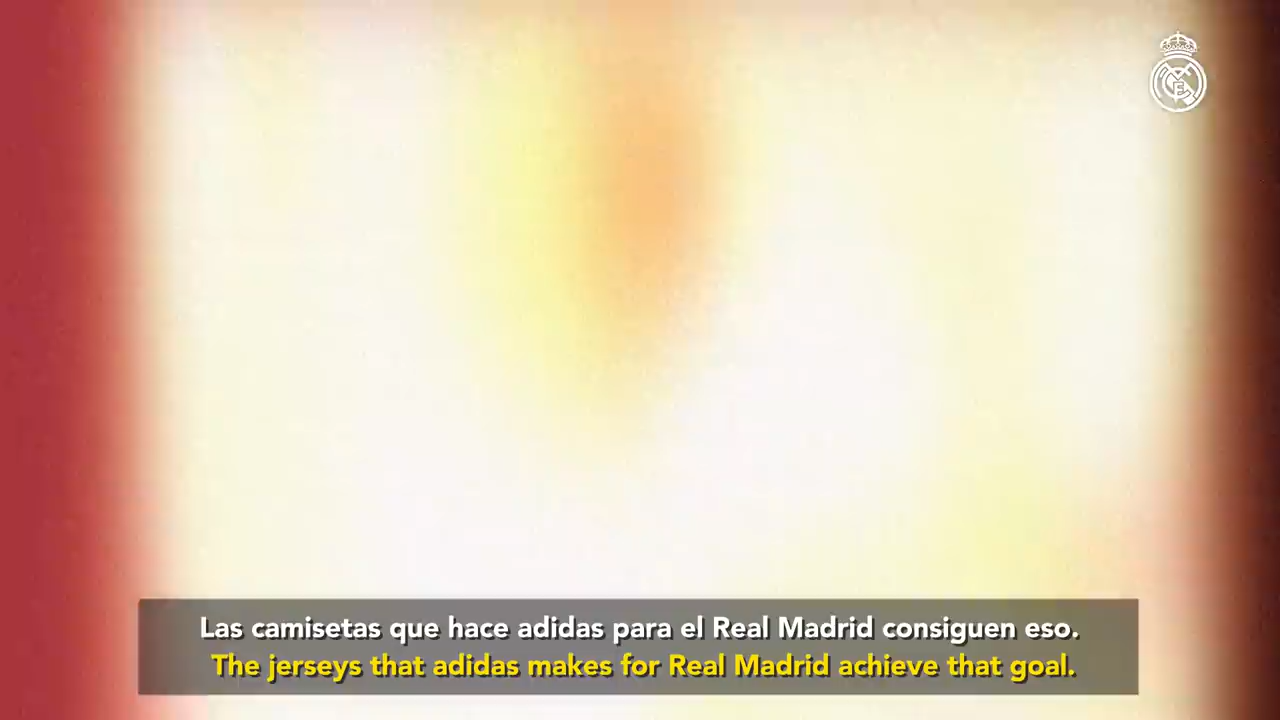 Las camisetas que hace adidas para el Real Madrid consiguen eso.
The jerseys that adidas makes for Real Madrid achieve that goal.